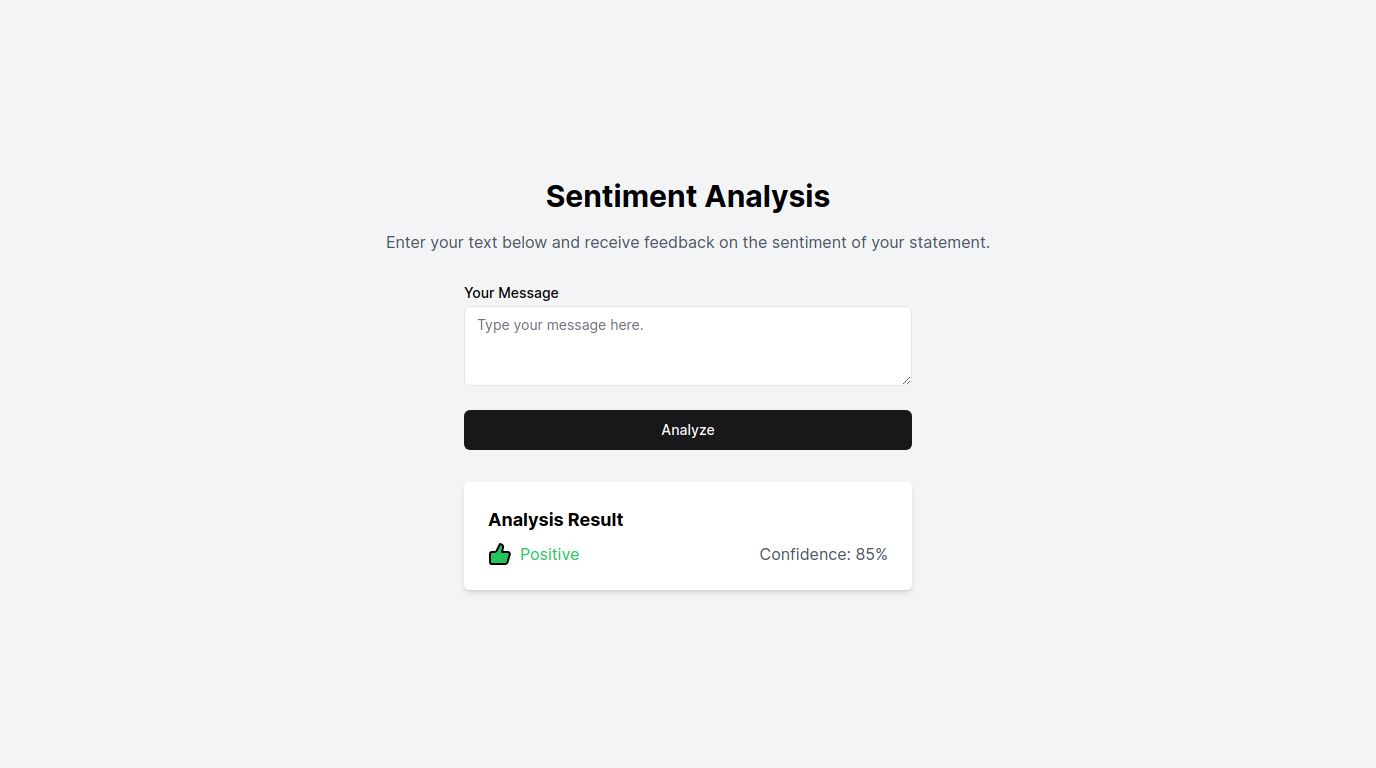 Sentiment Analysis
Enter your text below and receive feedback on the sentiment of your statement.
Your Message
Type your message here.
Analyze
Analysis Result
Positive Confidence: 85%